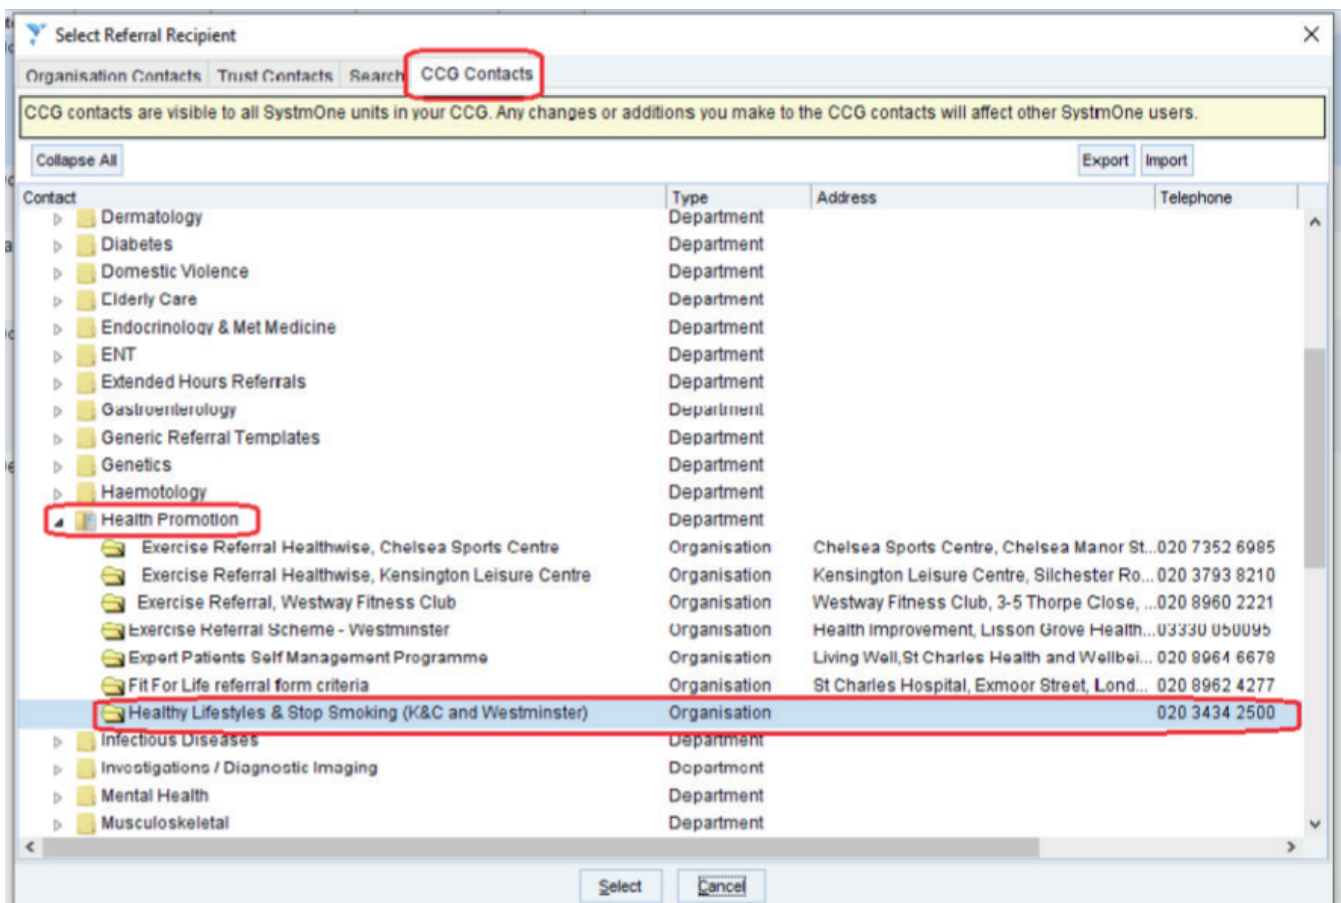 Select Referral Recipient
Organisation Contacts Trust Contacts Search CCG Contacts
CCG contacts are visible to all SystmOne units in your CCG. Any changes or additions you make to the CCG contacts will affect other SystmOne users.
Collapse All Export Import
Contact Type Address Telephone
Dermatology Department
Diabetes Department
Domestic Violence Department
Elderly Care Department
Endocrinology & Met Medicine Department
ENT Department
Extended Hours Referrals Department
Gastroenterology Department
Generic Referral Templates Department
Genetics Department
Haemotology Department
Health Promotion Department
Exercise Referral Healthwise, Chelsea Sports Centre Organisation Chelsea Sports Centre, Chelsea Manor St... 020 7352 6985
Exercise Referral Healthwise, Kensington Leisure Centre Organisation Kensington Leisure Centre, Silchester Ro... 020 3793 8210
Exercise Referral, Westway Fitness Club Organisation Westway Fitness Club, 3-5 Thorpe Close, ... 020 8960 2221
Exercise Referral Scheme - Westminster Organisation Health Improvement, Lisson Grove Health... 03330 050095
Expert Patients Self Management Programme Organisation Living Well,St Charles Health and Wellbei... 020 8964 6678
Fit For Life referral form criteria Organisation St Charles Hospital, Exmoor Street, Lond... 020 8962 4277
Healthy Lifestyles & Stop Smoking (K&C and Westminster) Organisation 020 3434 2500
Infectious Diseases Department
Investigations / Diagnostic Imaging Department
Mental Health Department
Musculoskeletal Department
Select Cancel